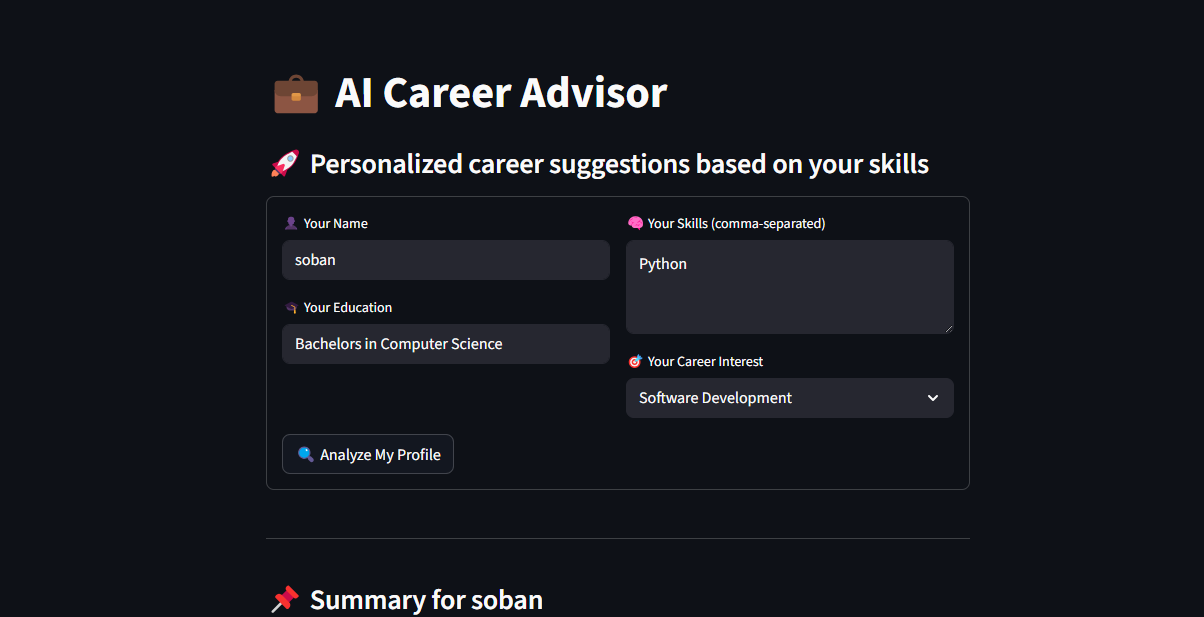 AI Career Advisor
Personalized career suggestions based on your skills
Your Name
soban
Your Education
Bachelors in Computer Science
Your Skills (comma-separated)
Python
Your Career Interest
Software Development
Analyze My Profile
Summary for soban